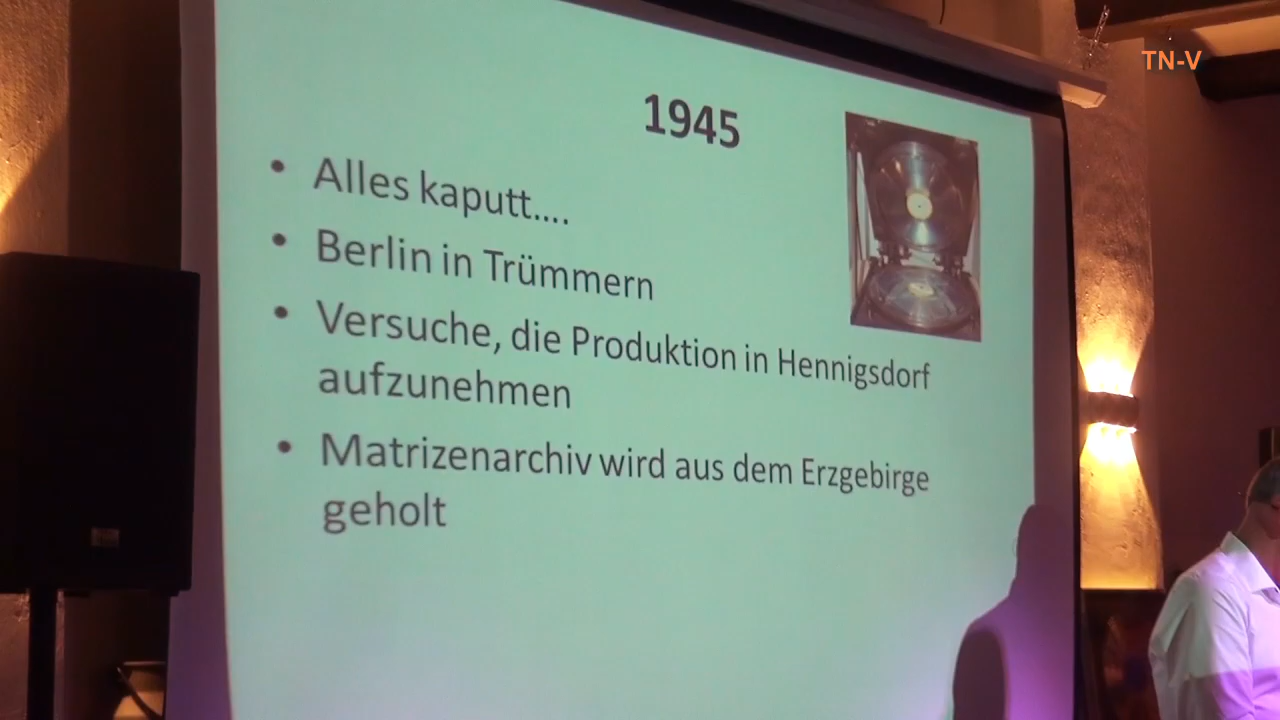 TN-V
1945
• Alles kaputt....
• Berlin in Trümmern
• Versuche, die Produktion in Hennigsdorf
aufzunehmen
• Matrizenarchiv wird aus dem Erzgebirge
geholt